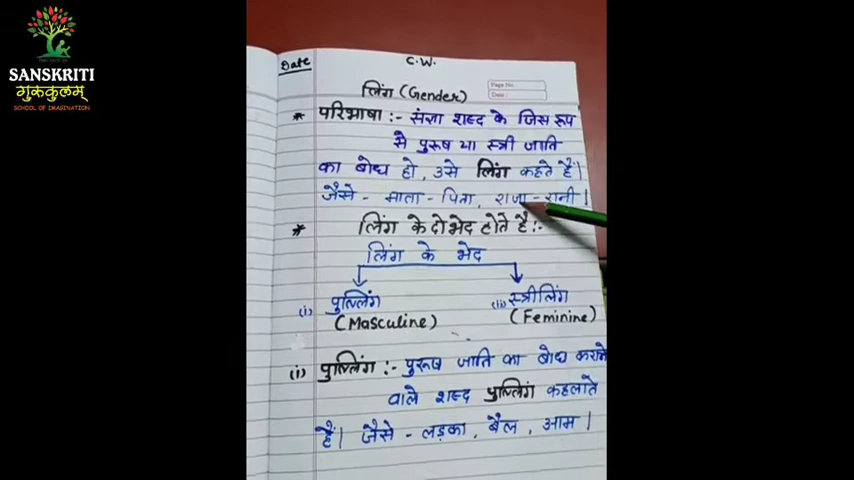 SANSKRITI
गुरुकुलम्
SCHOOL OF IMAGINATION
Date
C.W.
Page No.
Date :
लिंग (Gender)
* परिभाषा :- संज्ञा शब्द के जिस रूप
से पुरूष या स्त्री जाति
का बोध हो, उसे लिंग कहते हैं|
जैसे - माता - पिता, राजा - रानी |
* लिंग के दो भेद होते है :-
लिंग के भेद
(i) पुल्लिंग
(ii) स्त्रीलिंग
(Masculine)
(Feminine)
(i) पुल्लिंग :- पुरूष जाति का बोध कराने
वाले शब्द पुल्लिंग कहलाते
हैं| जैसे - लड़का, बैल, आम |